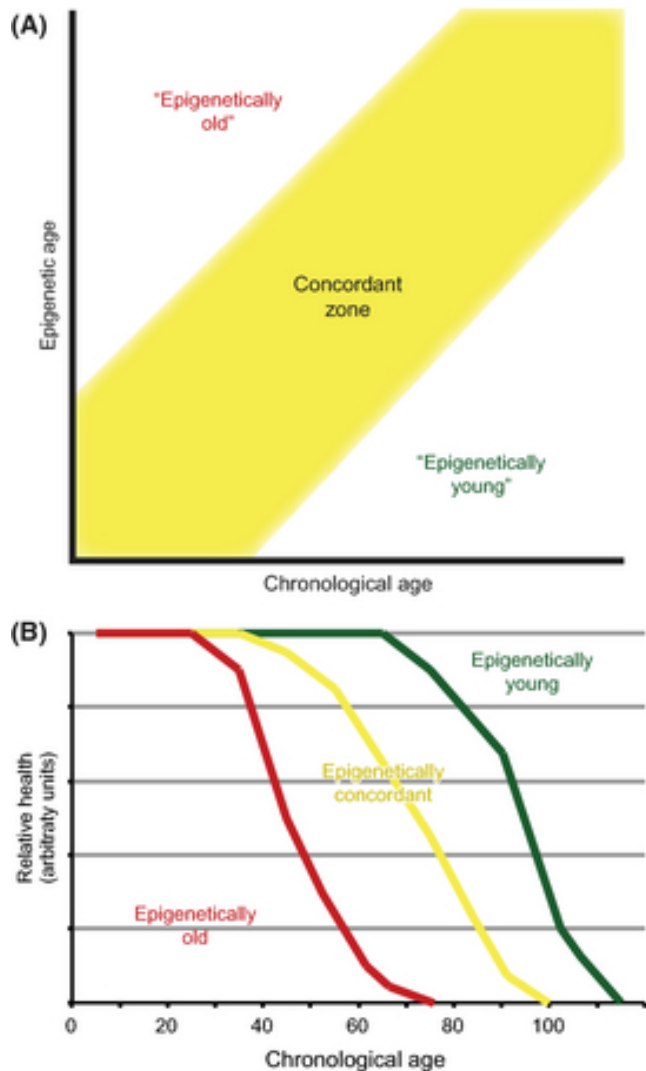 (A)
"Epigenetically
old"
Epigenetic age
Concordant
zone
"Epigenetically
young"
Chronological age
(B)
Epigenetically
young
Relative health
(arbitraty units)
Epigenetically
concordant
Epigenetically
old
0 20 40 60 80 100
Chronological age